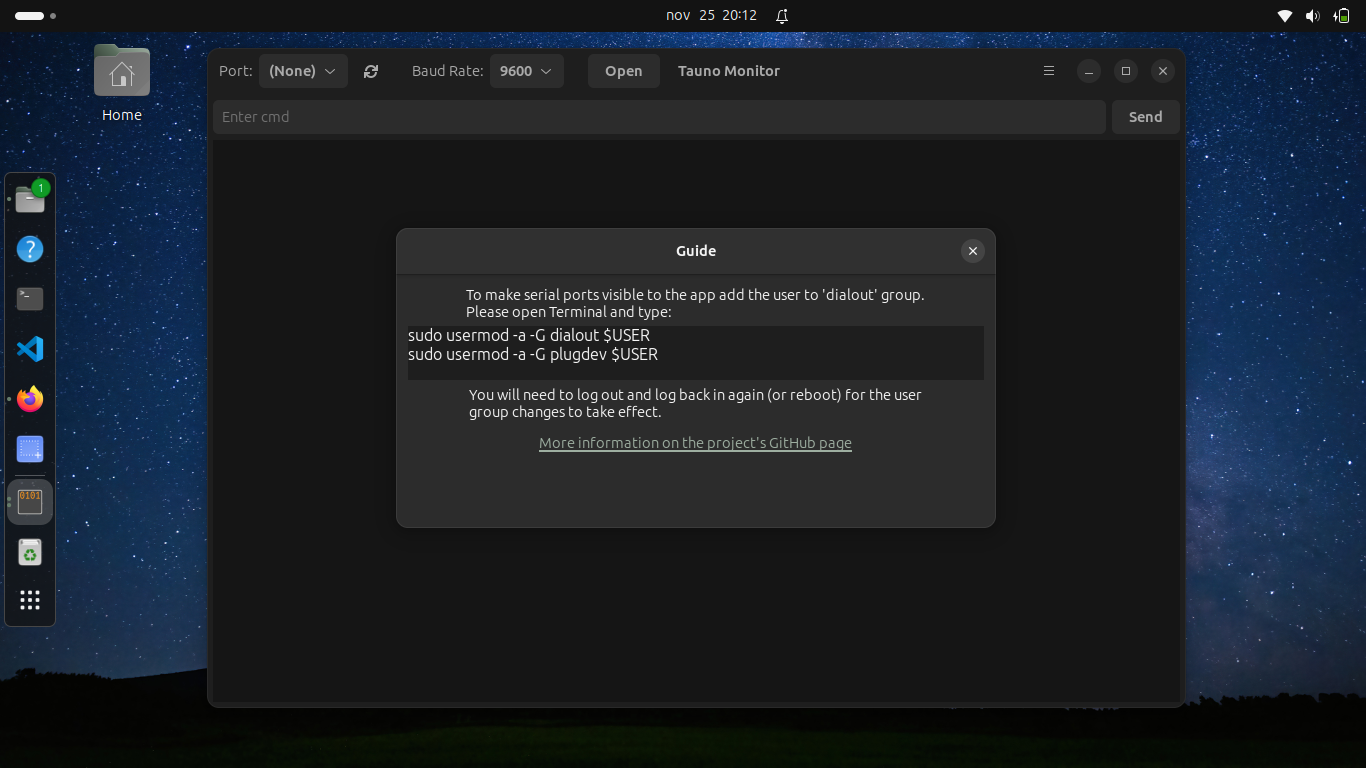 nov 25 20:12
Home
Port:
(None)
Baud Rate:
9600
Open
Tauno Monitor
Enter cmd
Send
1
?
>_
0101
Guide
To make serial ports visible to the app add the user to 'dialout' group.
Please open Terminal and type:
sudo usermod -a -G dialout $USER
sudo usermod -a -G plugdev $USER
You will need to log out and log back in again (or reboot) for the user
group changes to take effect.
More information on the project's GitHub page